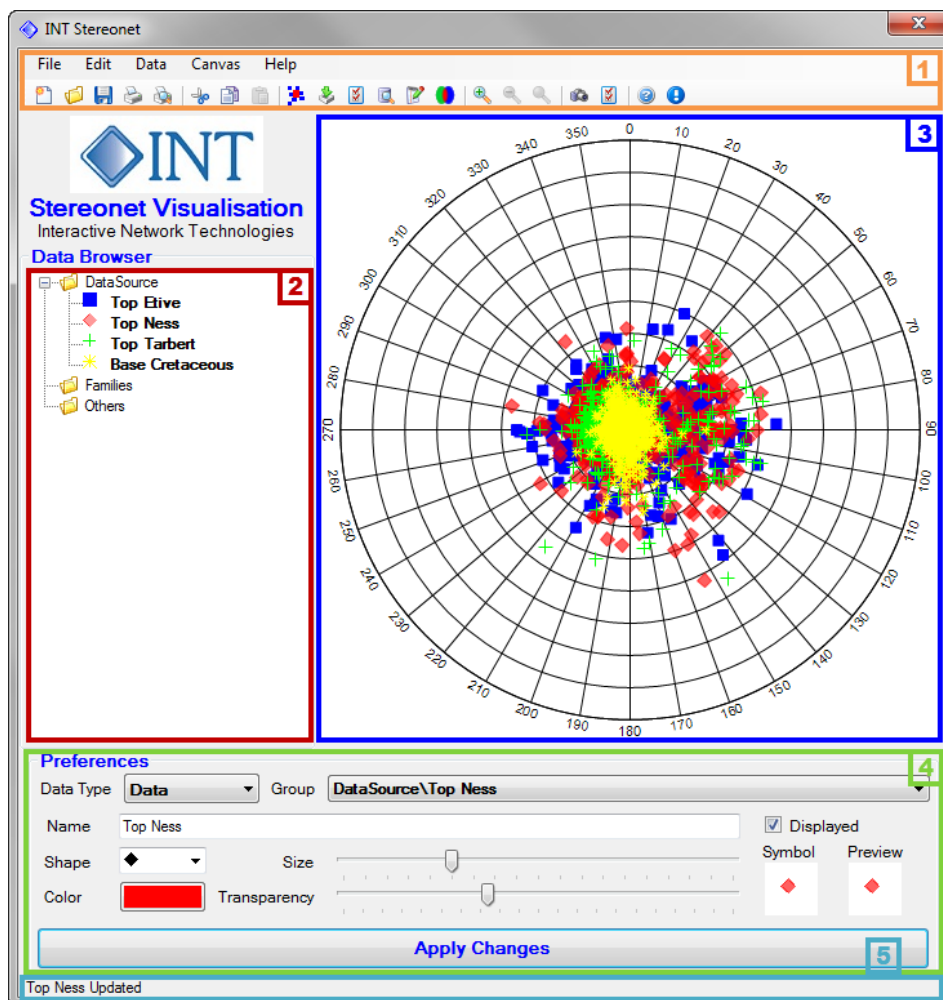 INT Stereonet
File Edit Data Canvas Help
1
INT
Stereonet Visualisation
Interactive Network Technologies
Data Browser
2
DataSource
Top Etive
Top Ness
Top Tarbert
Base Cretaceous
Families
Others
3
0
10
20
30
40
50
60
70
80
90
100
110
120
130
140
150
160
170
180
190
200
210
220
230
240
250
260
270
280
290
300
310
320
330
340
350
Preferences
4
Data Type Data Group DataSource\Top Ness
Name Top Ness Displayed
Shape Size Symbol Preview
Color Transparency
Apply Changes
5
Top Ness Updated